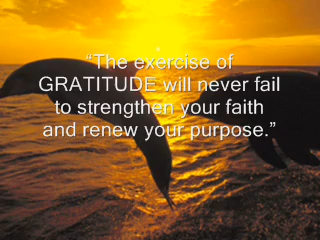 “The exercise of
GRATITUDE will never fail
to strengthen your faith
and renew your purpose.”